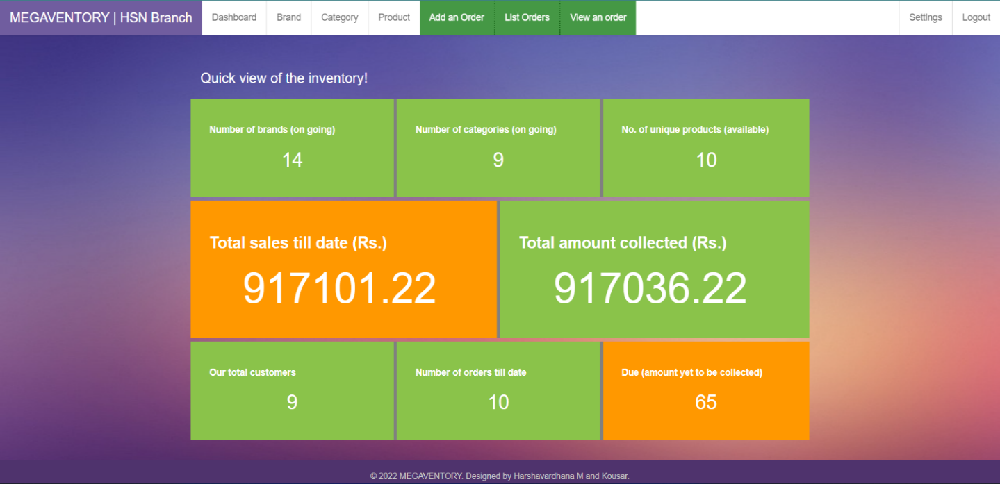 MEGAVENTORY | HSN Branch Dashboard Brand Category Product Add an Order List Orders View an order Settings Logout
Quick view of the inventory!
Number of brands (on going) Number of categories (on going) No. of unique products (available)
14 9 10
Total sales till date (Rs.) Total amount collected (Rs.)
917101.22 917036.22
Our total customers Number of orders till date Due (amount yet to be collected)
9 10 65
© 2022 MEGAVENTORY. Designed by Harshavardhana M and Kousar.